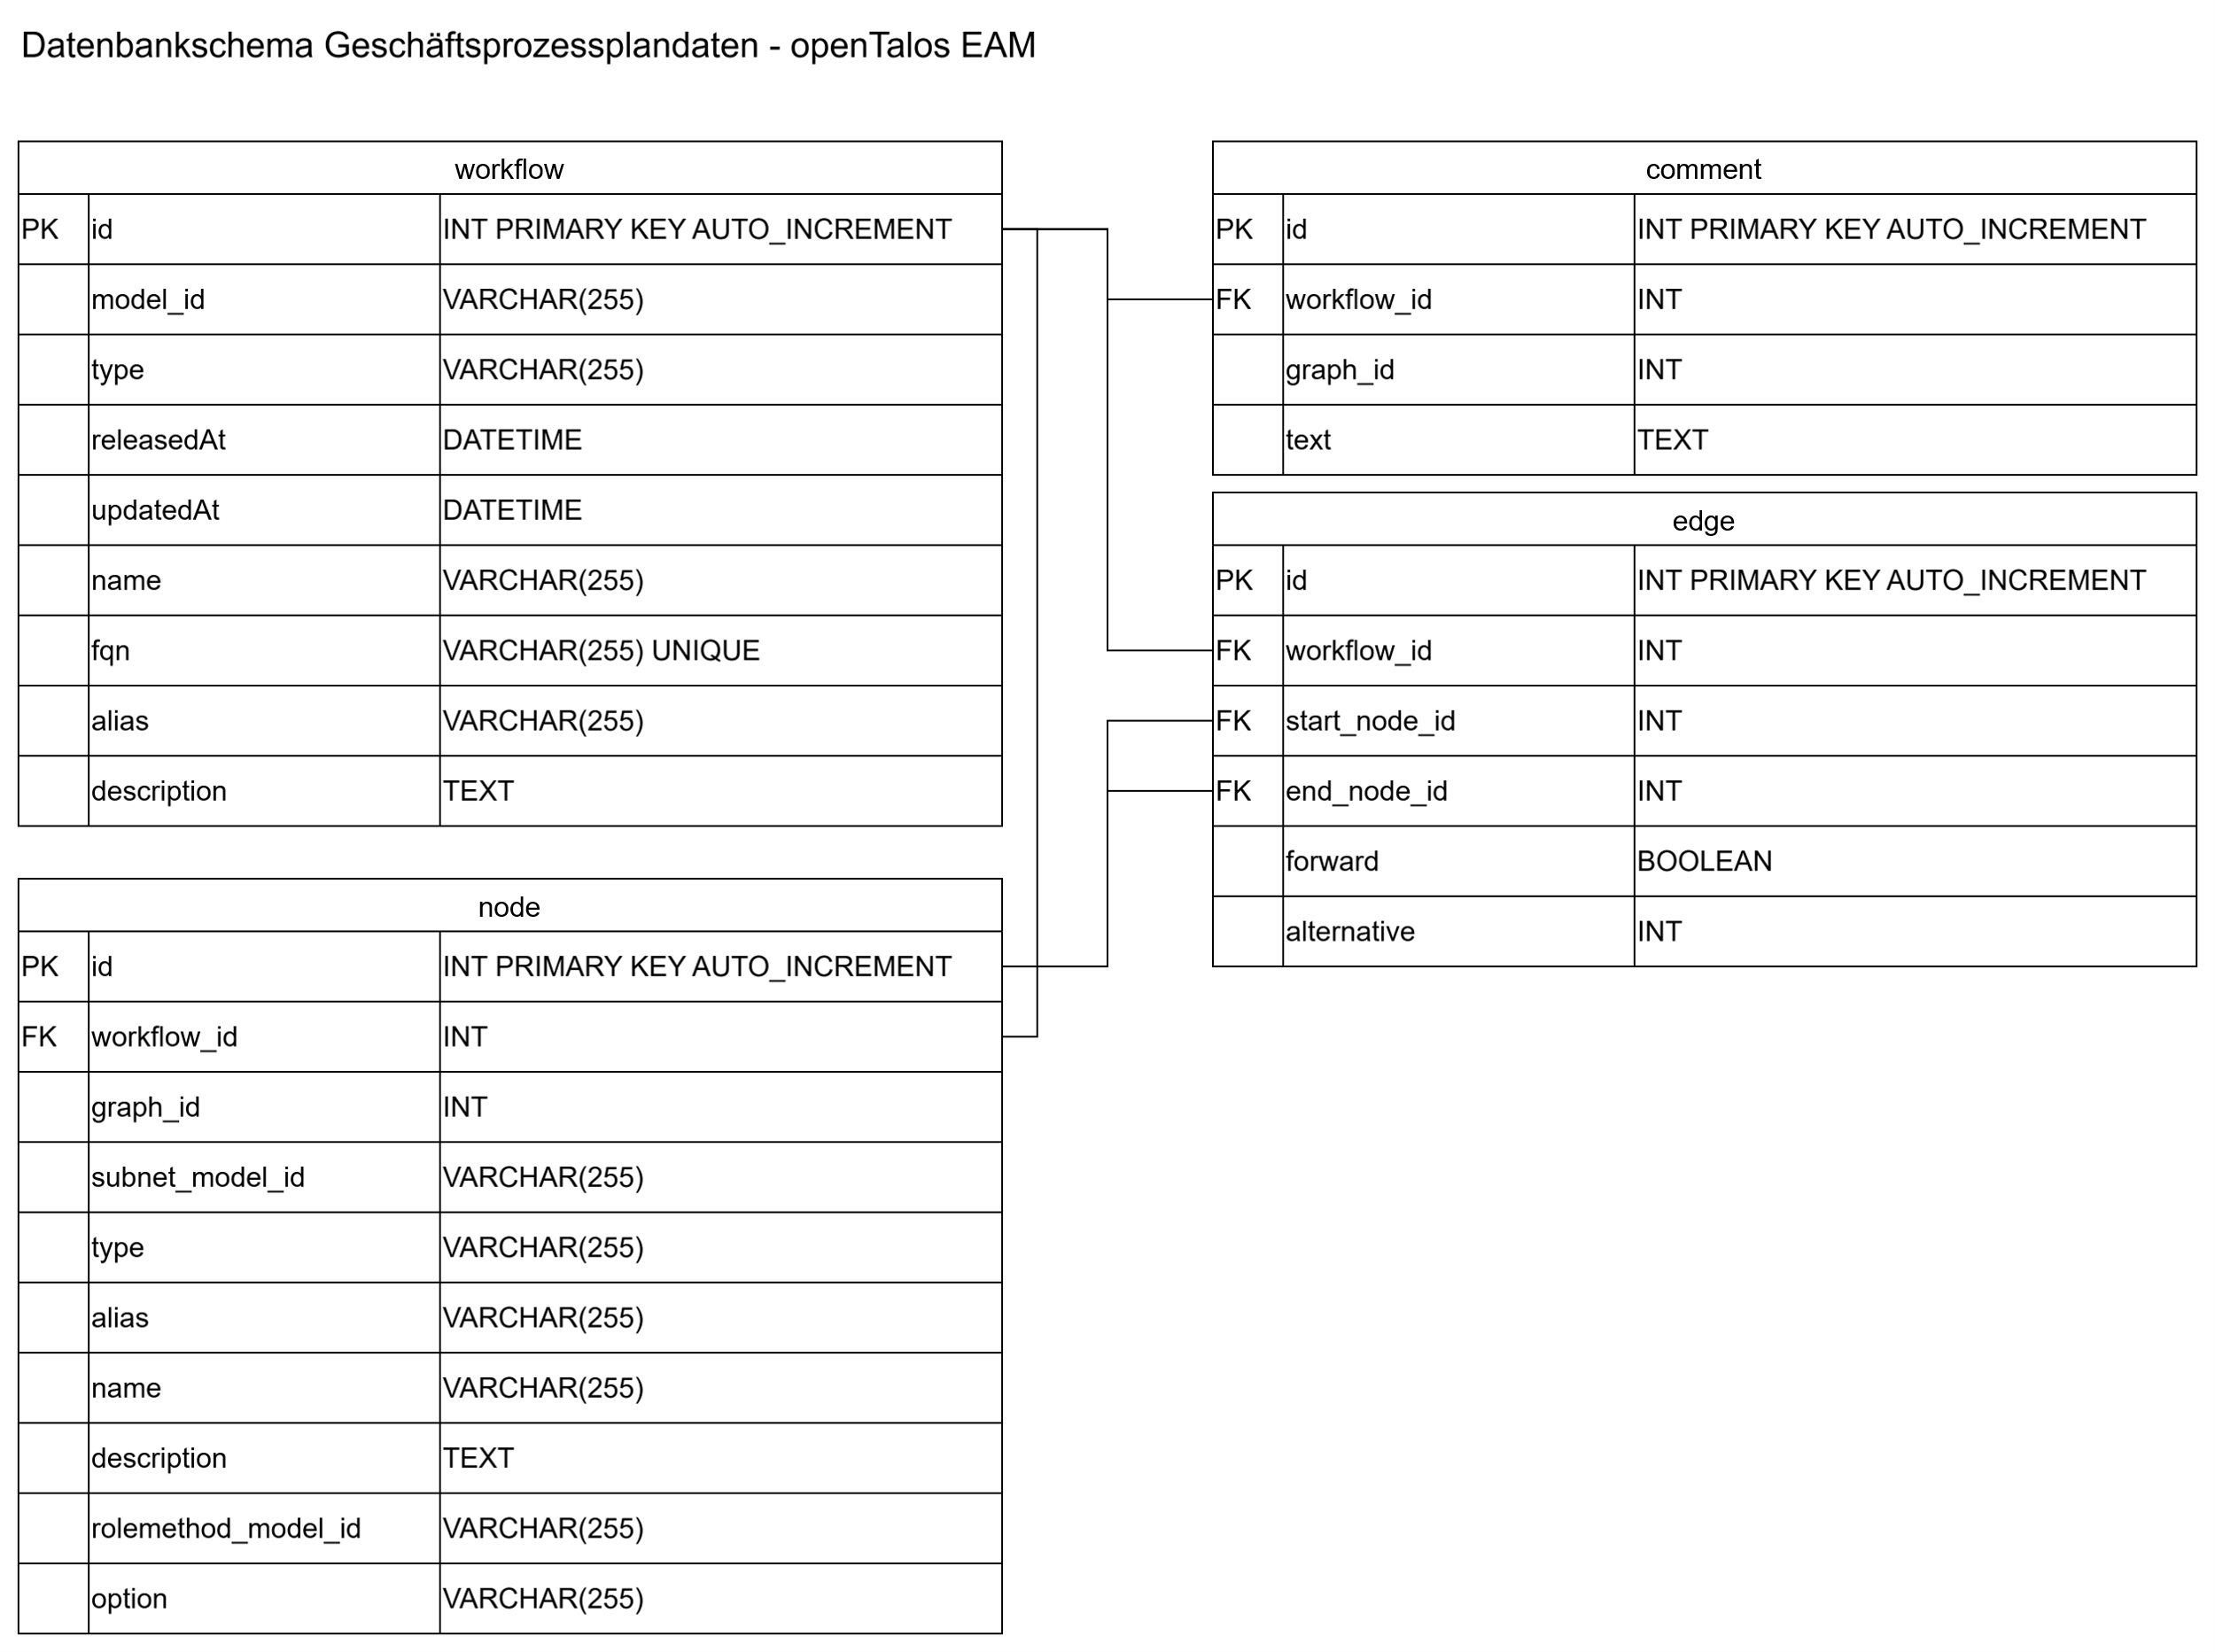 Datenbankschema Geschäftsprozessplandaten - openTalos EAM
workflow
PK id INT PRIMARY KEY AUTO_INCREMENT
model_id VARCHAR(255)
type VARCHAR(255)
releasedAt DATETIME
updatedAt DATETIME
name VARCHAR(255)
fqn VARCHAR(255) UNIQUE
alias VARCHAR(255)
description TEXT
node
PK id INT PRIMARY KEY AUTO_INCREMENT
FK workflow_id INT
graph_id INT
subnet_model_id VARCHAR(255)
type VARCHAR(255)
alias VARCHAR(255)
name VARCHAR(255)
description TEXT
rolemethod_model_id VARCHAR(255)
option VARCHAR(255)
comment
PK id INT PRIMARY KEY AUTO_INCREMENT
FK workflow_id INT
graph_id INT
text TEXT
edge
PK id INT PRIMARY KEY AUTO_INCREMENT
FK workflow_id INT
FK start_node_id INT
FK end_node_id INT
forward BOOLEAN
alternative INT